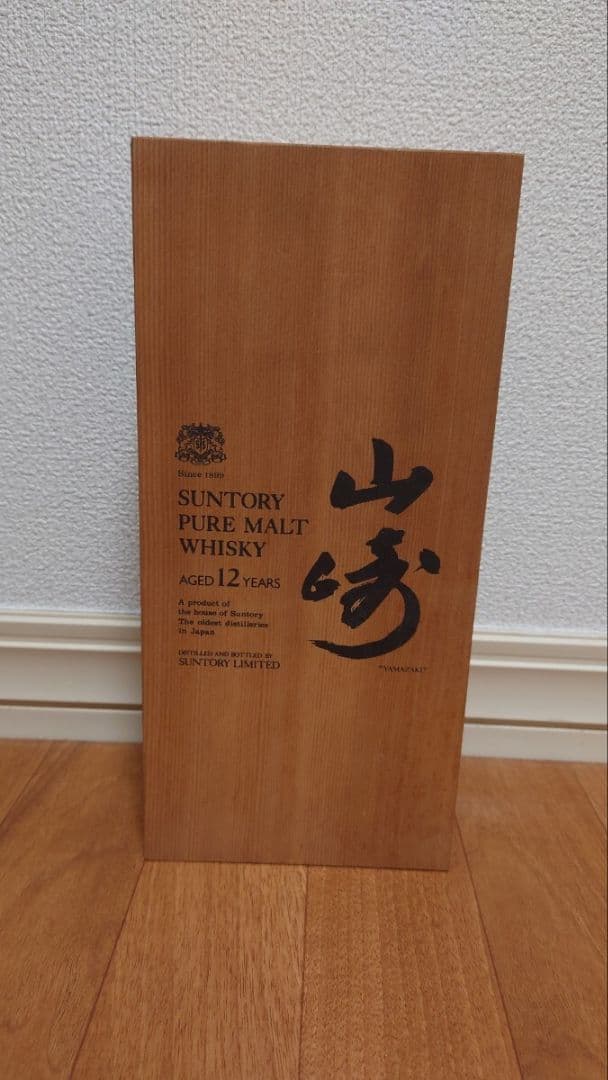 Since 1899
SUNTORY
PURE MALT
WHISKY
AGED 12 YEARS
A product of
the house of Suntory
The oldest distilleries
in Japan
DISTILLED AND BOTTLED BY
SUNTORY LIMITED
山
崎
"YAMAZAKI"